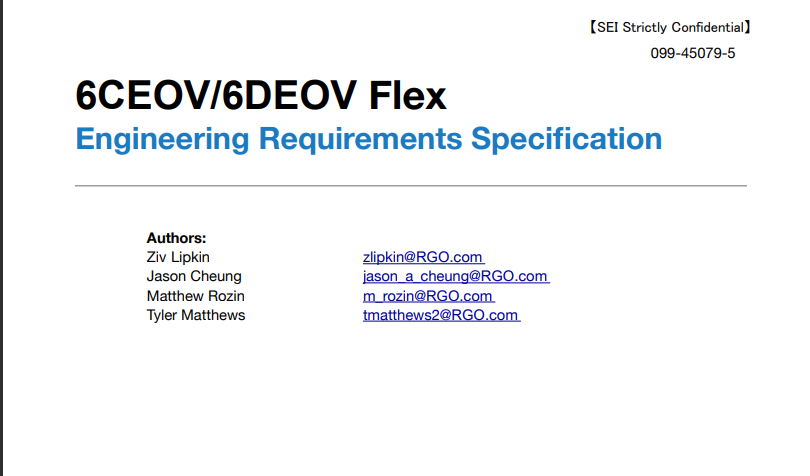 【SEI Strictly Confidential】
099-45079-5
6CEOV/6DEOV Flex
Engineering Requirements Specification
Authors:
Ziv Lipkin zlipkin@RGO.com
Jason Cheung jason_a_cheung@RGO.com
Matthew Rozin m_rozin@RGO.com
Tyler Matthews tmatthews2@RGO.com